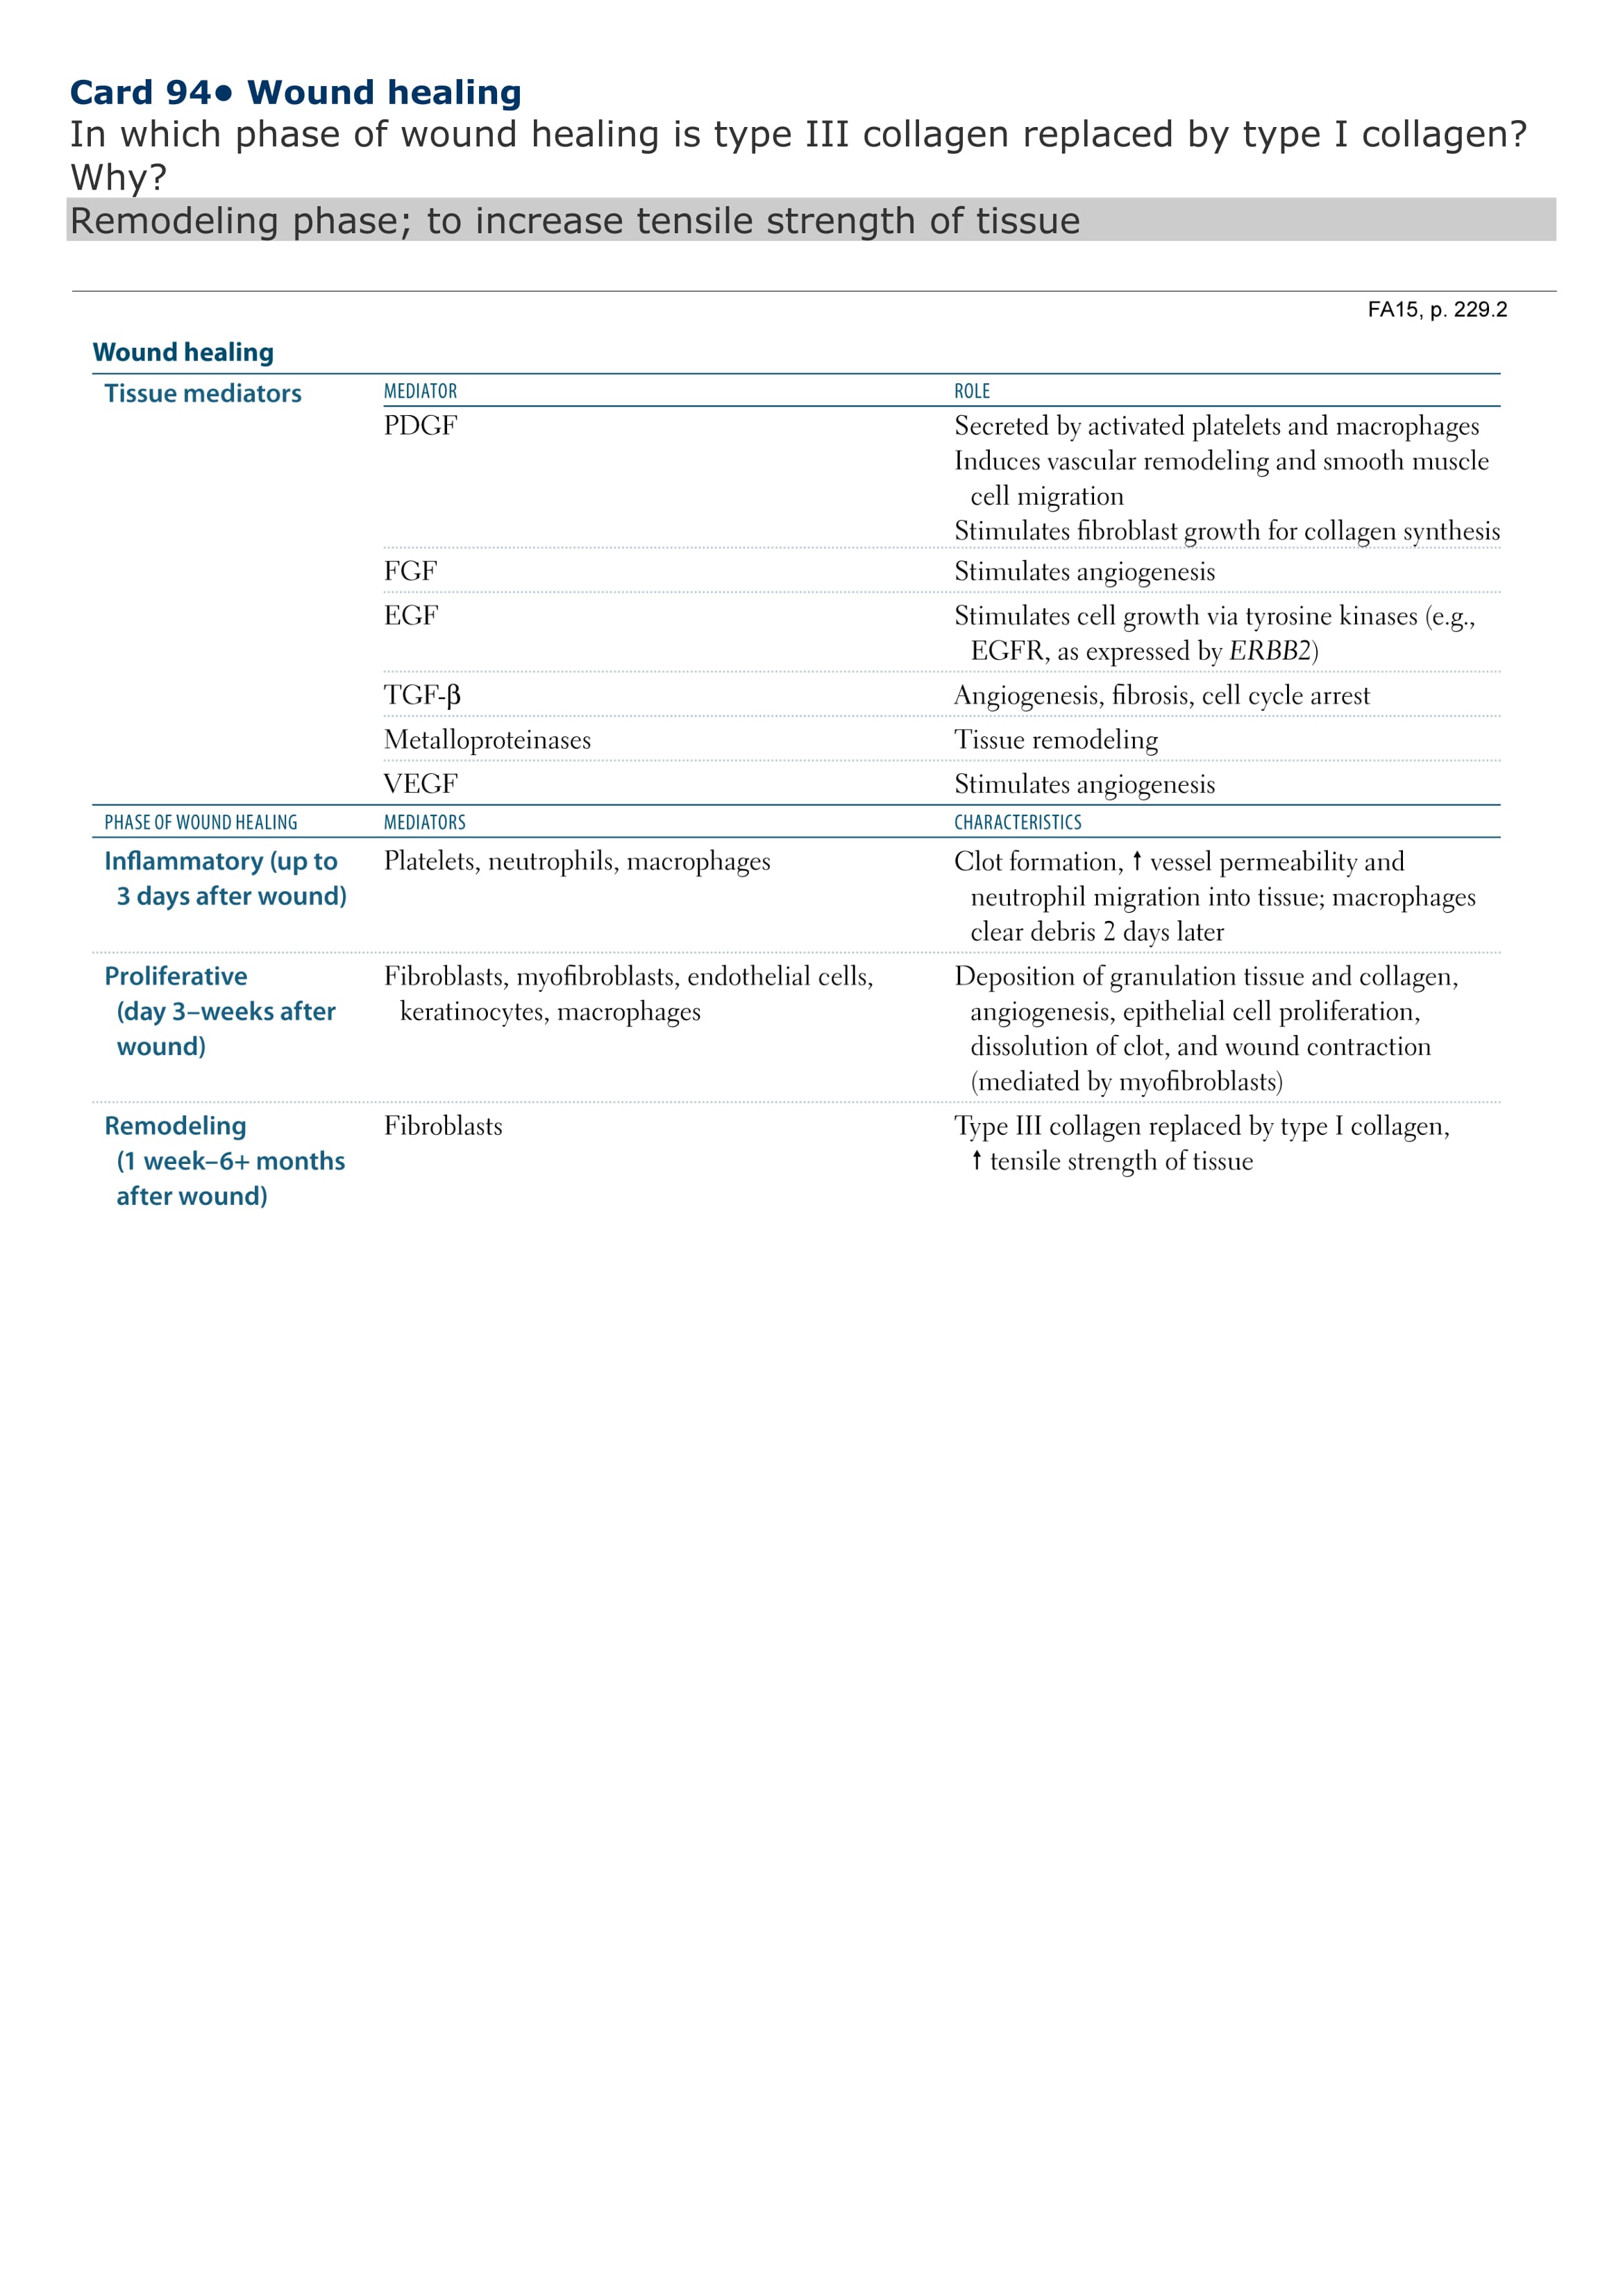 Card 94• Wound healing
In which phase of wound healing is type III collagen replaced by type I collagen?
Why?
Remodeling phase; to increase tensile strength of tissue
FA15, p. 229.2
Wound healing
Tissue mediators MEDIATOR ROLE
PDGF Secreted by activated platelets and macrophages
Induces vascular remodeling and smooth muscle
cell migration
Stimulates fibroblast growth for collagen synthesis
FGF Stimulates angiogenesis
EGF Stimulates cell growth via tyrosine kinases (e.g.,
EGFR, as expressed by ERBB2)
TGF-β Angiogenesis, fibrosis, cell cycle arrest
Metalloproteinases Tissue remodeling
VEGF Stimulates angiogenesis
PHASE OF WOUND HEALING MEDIATORS CHARACTERISTICS
Inflammatory (up to Platelets, neutrophils, macrophages Clot formation, ↑ vessel permeability and
3 days after wound) neutrophil migration into tissue; macrophages
clear debris 2 days later
Proliferative Fibroblasts, myofibroblasts, endothelial cells, Deposition of granulation tissue and collagen,
(day 3–weeks after keratinocytes, macrophages angiogenesis, epithelial cell proliferation,
wound) dissolution of clot, and wound contraction
(mediated by myofibroblasts)
Remodeling Fibroblasts Type III collagen replaced by type I collagen,
(1 week–6+ months ↑ tensile strength of tissue
after wound)